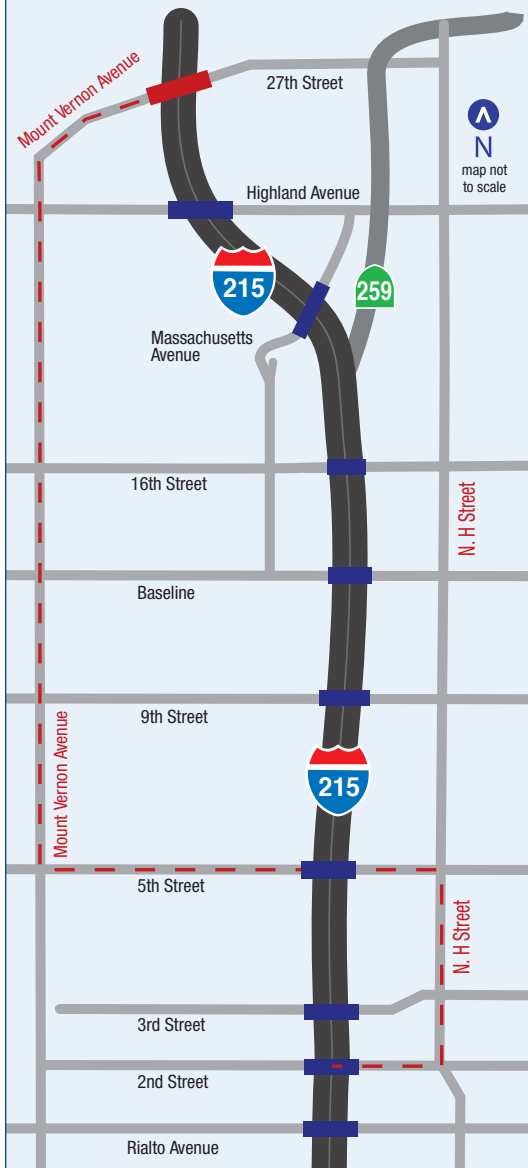 Mount Vernon Avenue
27th Street
N
map not
to scale
Highland Avenue
215
259
Massachusetts
Avenue
16th Street
N. H Street
Baseline
9th Street
Mount Vernon Avenue
215
5th Street
N. H Street
3rd Street
2nd Street
Rialto Avenue